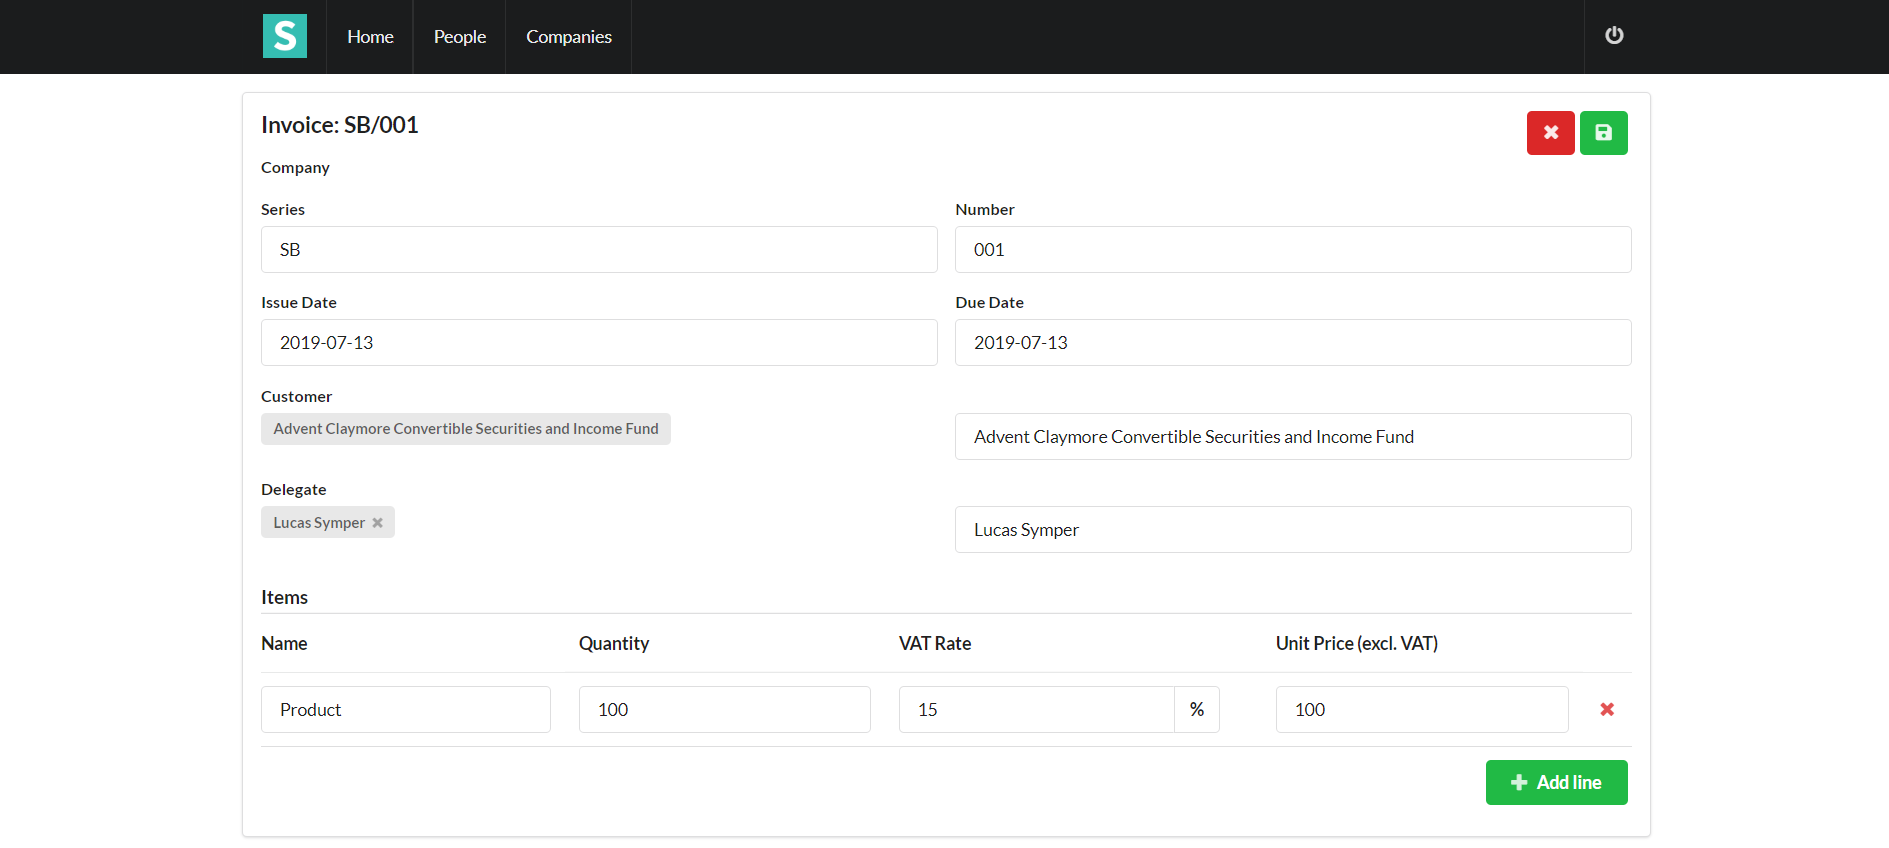 S Home People Companies
Invoice: SB/001
Company
Series Number
SB 001
Issue Date Due Date
2019-07-13 2019-07-13
Customer
Advent Claymore Convertible Securities and Income Fund Advent Claymore Convertible Securities and Income Fund
Delegate
Lucas Symper Lucas Symper
Items
Name Quantity VAT Rate Unit Price (excl. VAT)
Product 100 15 % 100
Add line